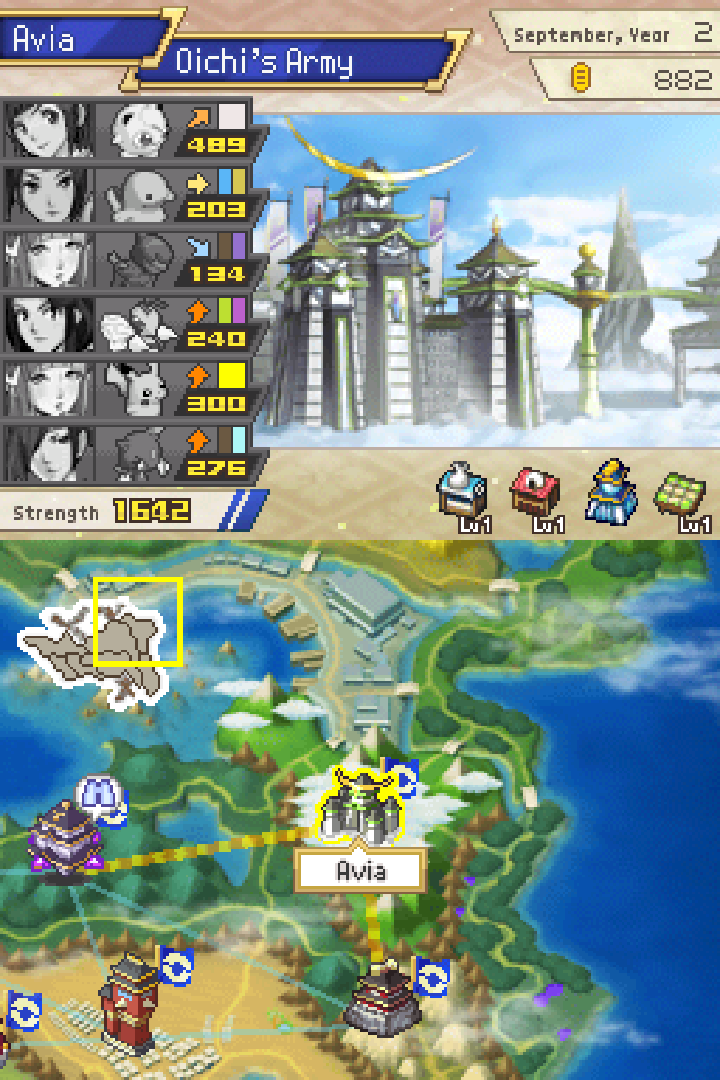 Avia
Oichi's Army
September, Year 2
882
489
203
134
240
300
276
Strength 1642
Lv1
Lv1
Lv1
Avia